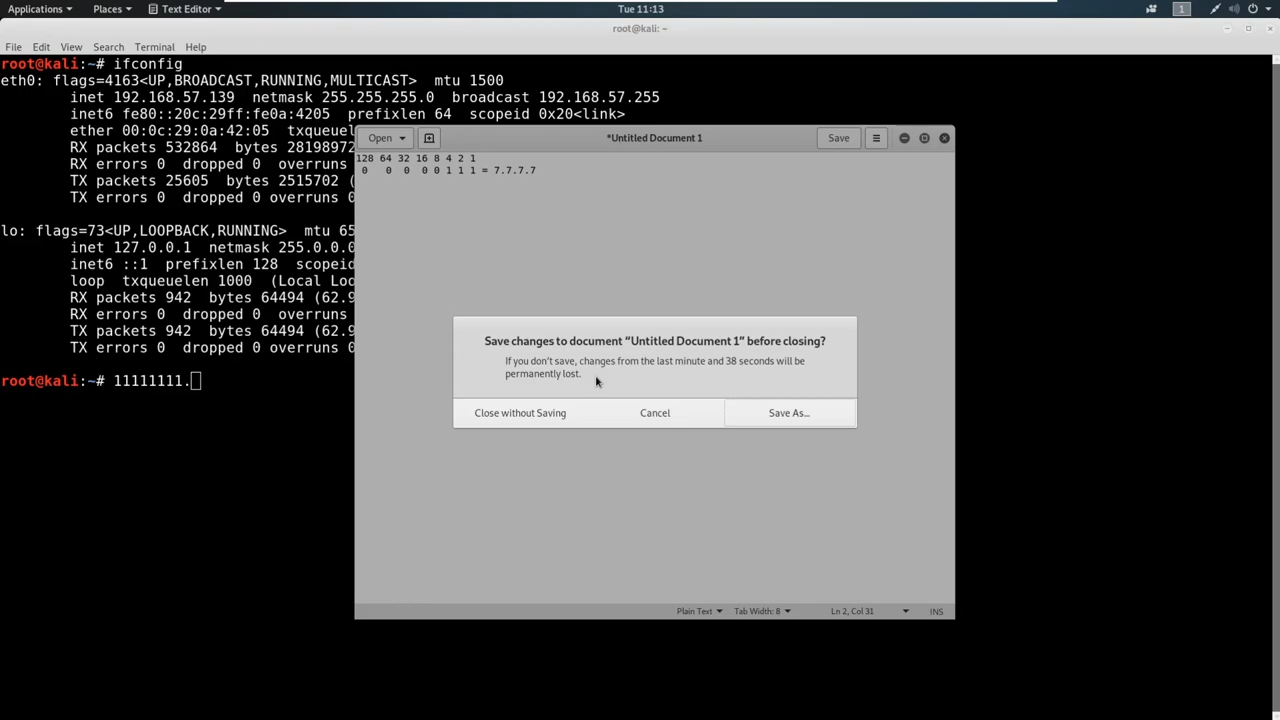 Applications Places Text Editor Tue 11:13 1
root@kali: ~
File Edit View Search Terminal Help
root@kali:~# ifconfig
eth0: flags=4163<UP,BROADCAST,RUNNING,MULTICAST> mtu 1500
inet 192.168.57.139 netmask 255.255.255.0 broadcast 192.168.57.255
inet6 fe80::20c:29ff:fe0a:4205 prefixlen 64 scopeid 0x20<link>
ether 00:0c:29:0a:42:05 txqueue
RX packets 532864 bytes 28198972
RX errors 0 dropped 0 overruns
TX packets 25605 bytes 2515702 (
TX errors 0 dropped 0 overruns 0
lo: flags=73<UP,LOOPBACK,RUNNING> mtu 65
inet 127.0.0.1 netmask 255.0.0.0
inet6 ::1 prefixlen 128 scopeid
loop txqueuelen 1000 (Local Loo
RX packets 942 bytes 64494 (62.9
RX errors 0 dropped 0 overruns 0
TX packets 942 bytes 64494 (62.9
TX errors 0 dropped 0 overruns 0
root@kali:~# 11111111.
Open *Untitled Document 1 Save
128 64 32 16 8 4 2 1
0 0 0 0 0 1 1 1 = 7.7.7.7
Save changes to document “Untitled Document 1” before closing?
If you don’t save, changes from the last minute and 38 seconds will be
permanently lost.
Close without Saving Cancel Save As...
Plain Text Tab Width: 8 Ln 2, Col 31 INS